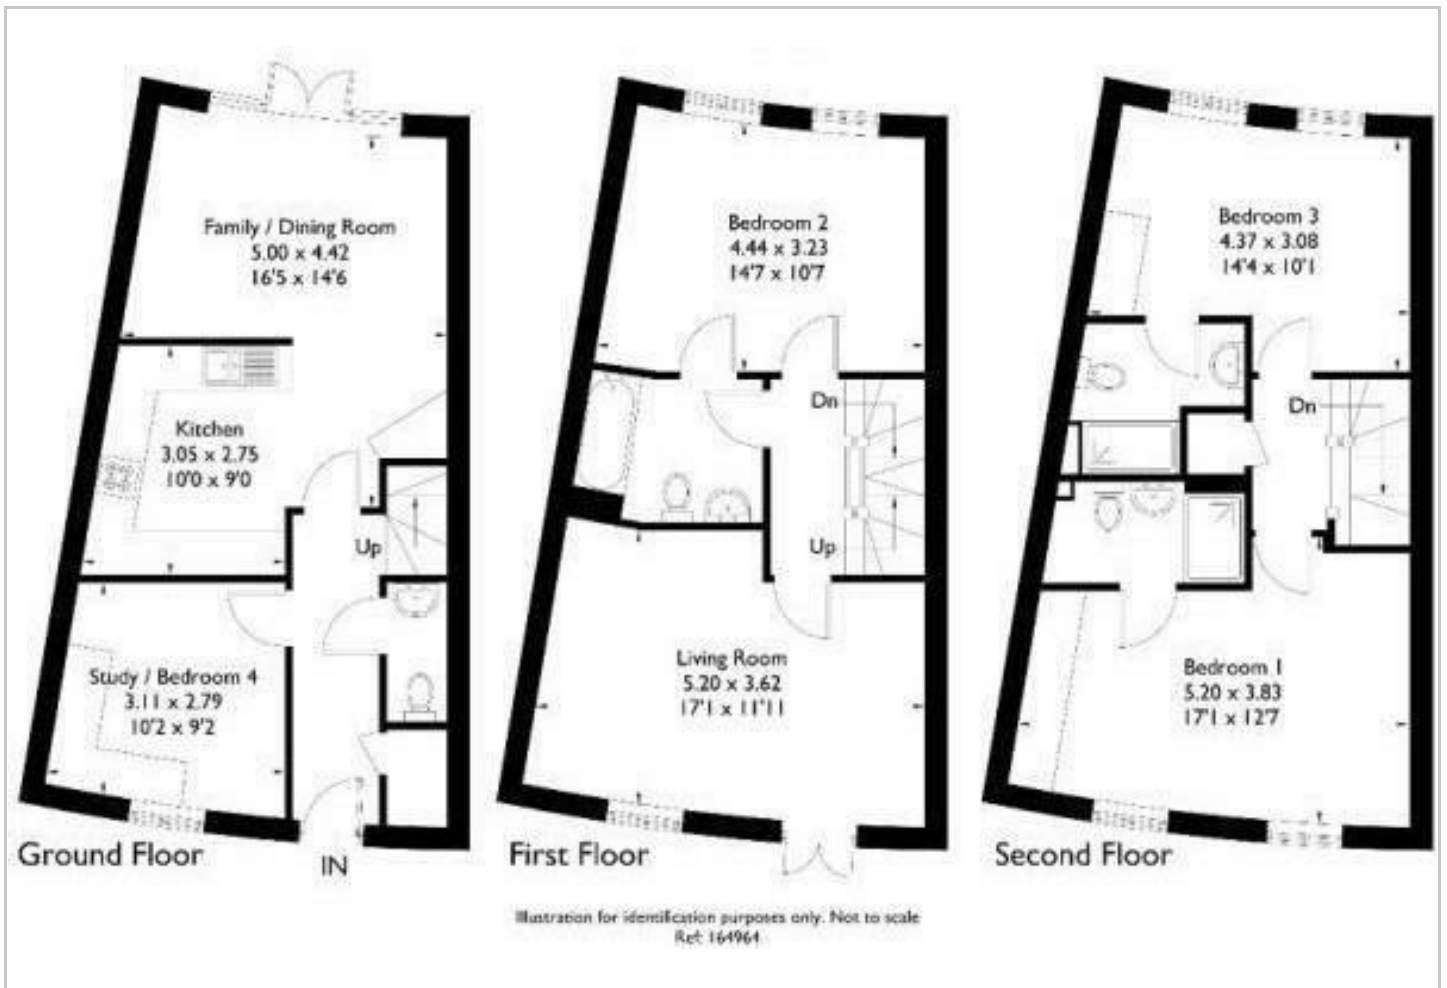 Family / Dining Room
5.00 x 4.42
16'5 x 14'6
Kitchen
3.05 x 2.75
10'0 x 9'0
Up
Study / Bedroom 4
3.11 x 2.79
10'2 x 9'2
Ground Floor
IN
Bedroom 2
4.44 x 3.23
14'7 x 10'7
Dn
Up
Living Room
5.20 x 3.62
17'1 x 11'11
First Floor
Bedroom 3
4.37 x 3.08
14'4 x 10'1
Dn
Bedroom 1
5.20 x 3.83
17'1 x 12'7
Second Floor
Illustration for identification purposes only. Not to scale
Ref: 164964